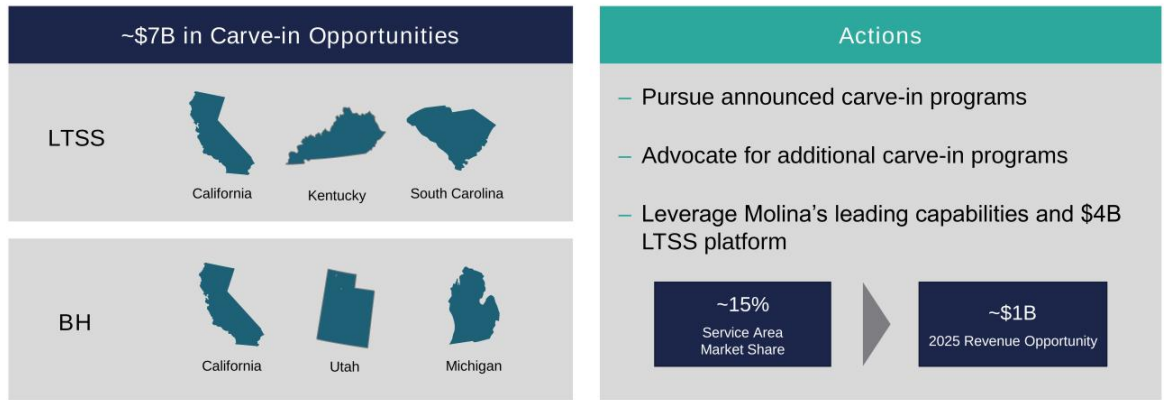 ~$7B in Carve-in Opportunities
LTSS
California
Kentucky
South Carolina
BH
California
Utah
Michigan
Actions
– Pursue announced carve-in programs
– Advocate for additional carve-in programs
– Leverage Molina’s leading capabilities and $4B
LTSS platform
~15%
Service Area
Market Share
~$1B
2025 Revenue Opportunity